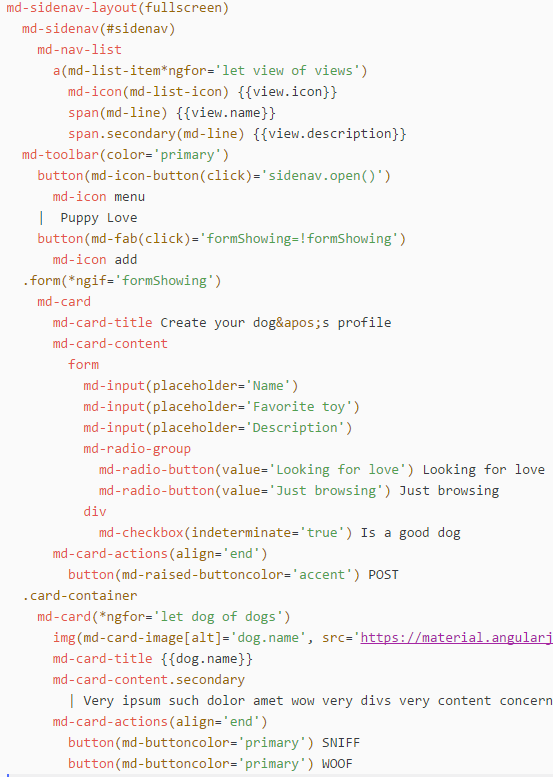 md-sidenav-layout(fullscreen)
md-sidenav(#sidenav)
md-nav-list
a(md-list-item*ngfor='let view of views')
md-icon(md-list-icon) {{view.icon}}
span(md-line) {{view.name}}
span.secondary(md-line) {{view.description}}
md-toolbar(color='primary')
button(md-icon-button(click)='sidenav.open()')
md-icon menu
|  Puppy Love
button(md-fab(click)='formShowing=!formShowing')
md-icon add
.form(*ngif='formShowing')
md-card
md-card-title Create your dog&apos;s profile
md-card-content
form
md-input(placeholder='Name')
md-input(placeholder='Favorite toy')
md-input(placeholder='Description')
md-radio-group
md-radio-button(value='Looking for love') Looking for love
md-radio-button(value='Just browsing') Just browsing
div
md-checkbox(indeterminate='true') Is a good dog
md-card-actions(align='end')
button(md-raised-buttoncolor='accent') POST
.card-container
md-card(*ngfor='let dog of dogs')
img(md-card-image[alt]='dog.name', src='https://material.angularj
md-card-title {{dog.name}}
md-card-content.secondary
| Very ipsum such dolor amet wow very divs very content concern
md-card-actions(align='end')
button(md-buttoncolor='primary') SNIFF
button(md-buttoncolor='primary') WOOF